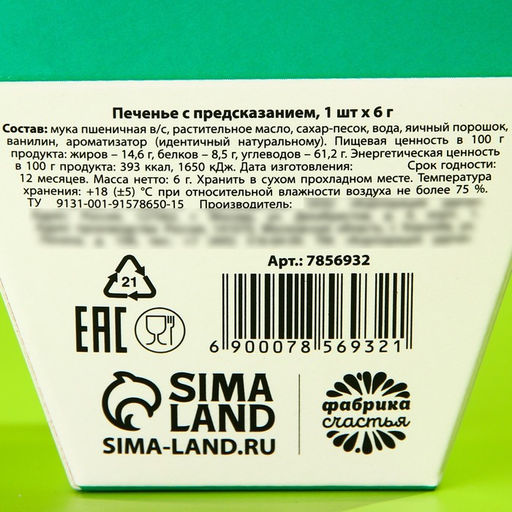 Печенье с предсказанием, 1 шт х 6 г
Состав: мука пшеничная в/с, растительное масло, сахар-песок, вода, яичный порошок,
ванилин, ароматизатор (идентичный натуральному). Пищевая ценность в 100 г
продукта: жиров – 14,6 г, белков – 8,5 г, углеводов – 61,2 г. Энергетическая ценность
в 100 г продукта: 393 ккал, 1650 кДж. Дата изготовления: Срок годности:
12 месяцев. Масса нетто: 6 г. Хранить в сухом прохладном месте. Температура
хранения: +18 (±5) °С при относительной влажности воздуха не более 75 %.
ТУ 9131-001-91578650-15 Производитель:
Арт.: 7856932
21
EAC
6 900078 569321
SIMA
LAND
SIMA-LAND.RU
фабрика
счастья